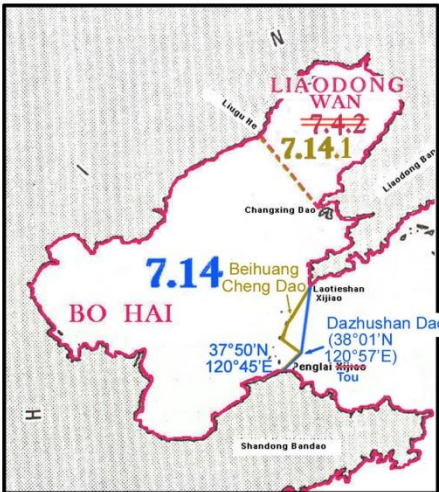 N
LIAODONG
WAN
7.4.2
7.14.1
Liugu He
Liaodong Ban
Changxing Dao
I
7.14
Beihuang
Cheng Dao
Laotieshan
Xijiao
BO HAI
Dazhushan Dao
(38°01'N
120°57'E)
37°50'N
120°45'E
Penglai Xijiao
Tou
H
Shandong Bandao